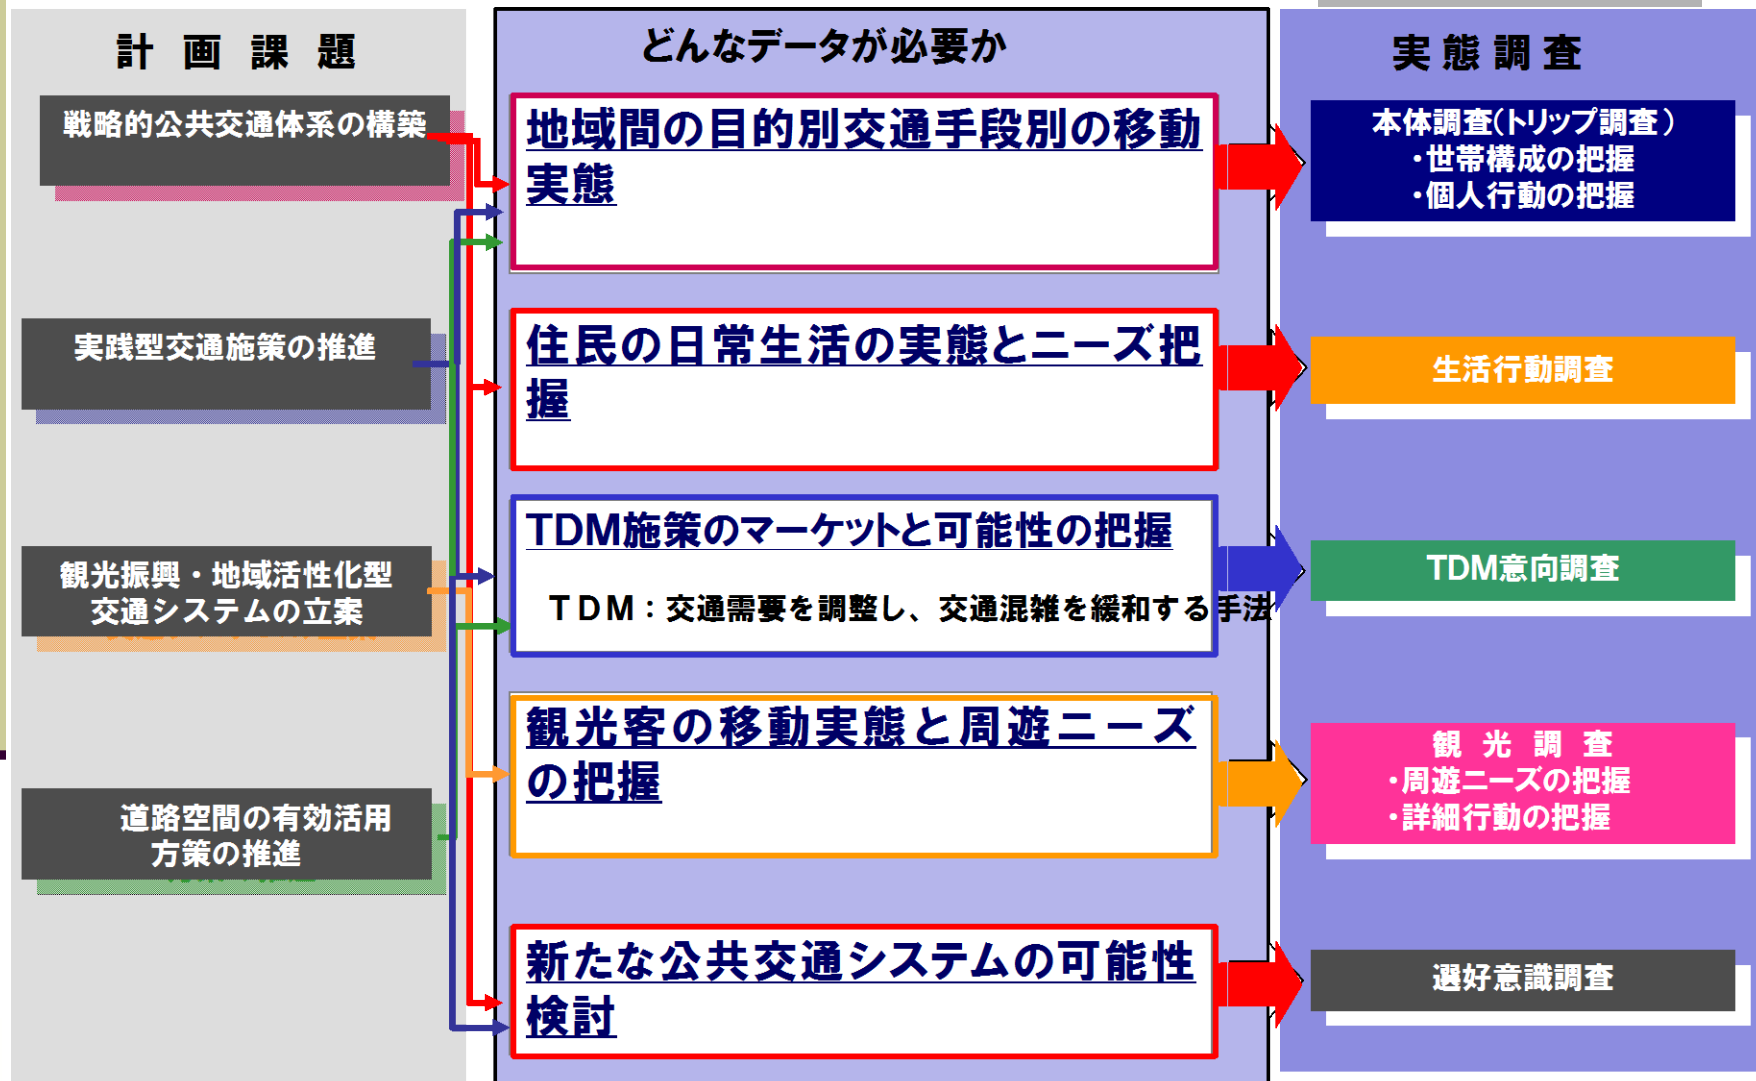 計画課題
戦略的公共交通体系の構築
実践型交通施策の推進
観光振興・地域活性化型
交通システムの立案
道路空間の有効活用
方策の推進
どんなデータが必要か
地域間の目的別交通手段別の移動
実態
住民の日常生活の実態とニーズ把
握
TDM施策のマーケットと可能性の把握
TDM：交通需要を調整し、交通混雑を緩和する手法
観光客の移動実態と周遊ニーズ
の把握
新たな公共交通システムの可能性
検討
実態調査
本体調査(トリップ調査)
・世帯構成の把握
・個人行動の把握
生活行動調査
TDM意向調査
観光調査
・周遊ニーズの把握
・詳細行動の把握
選好意識調査